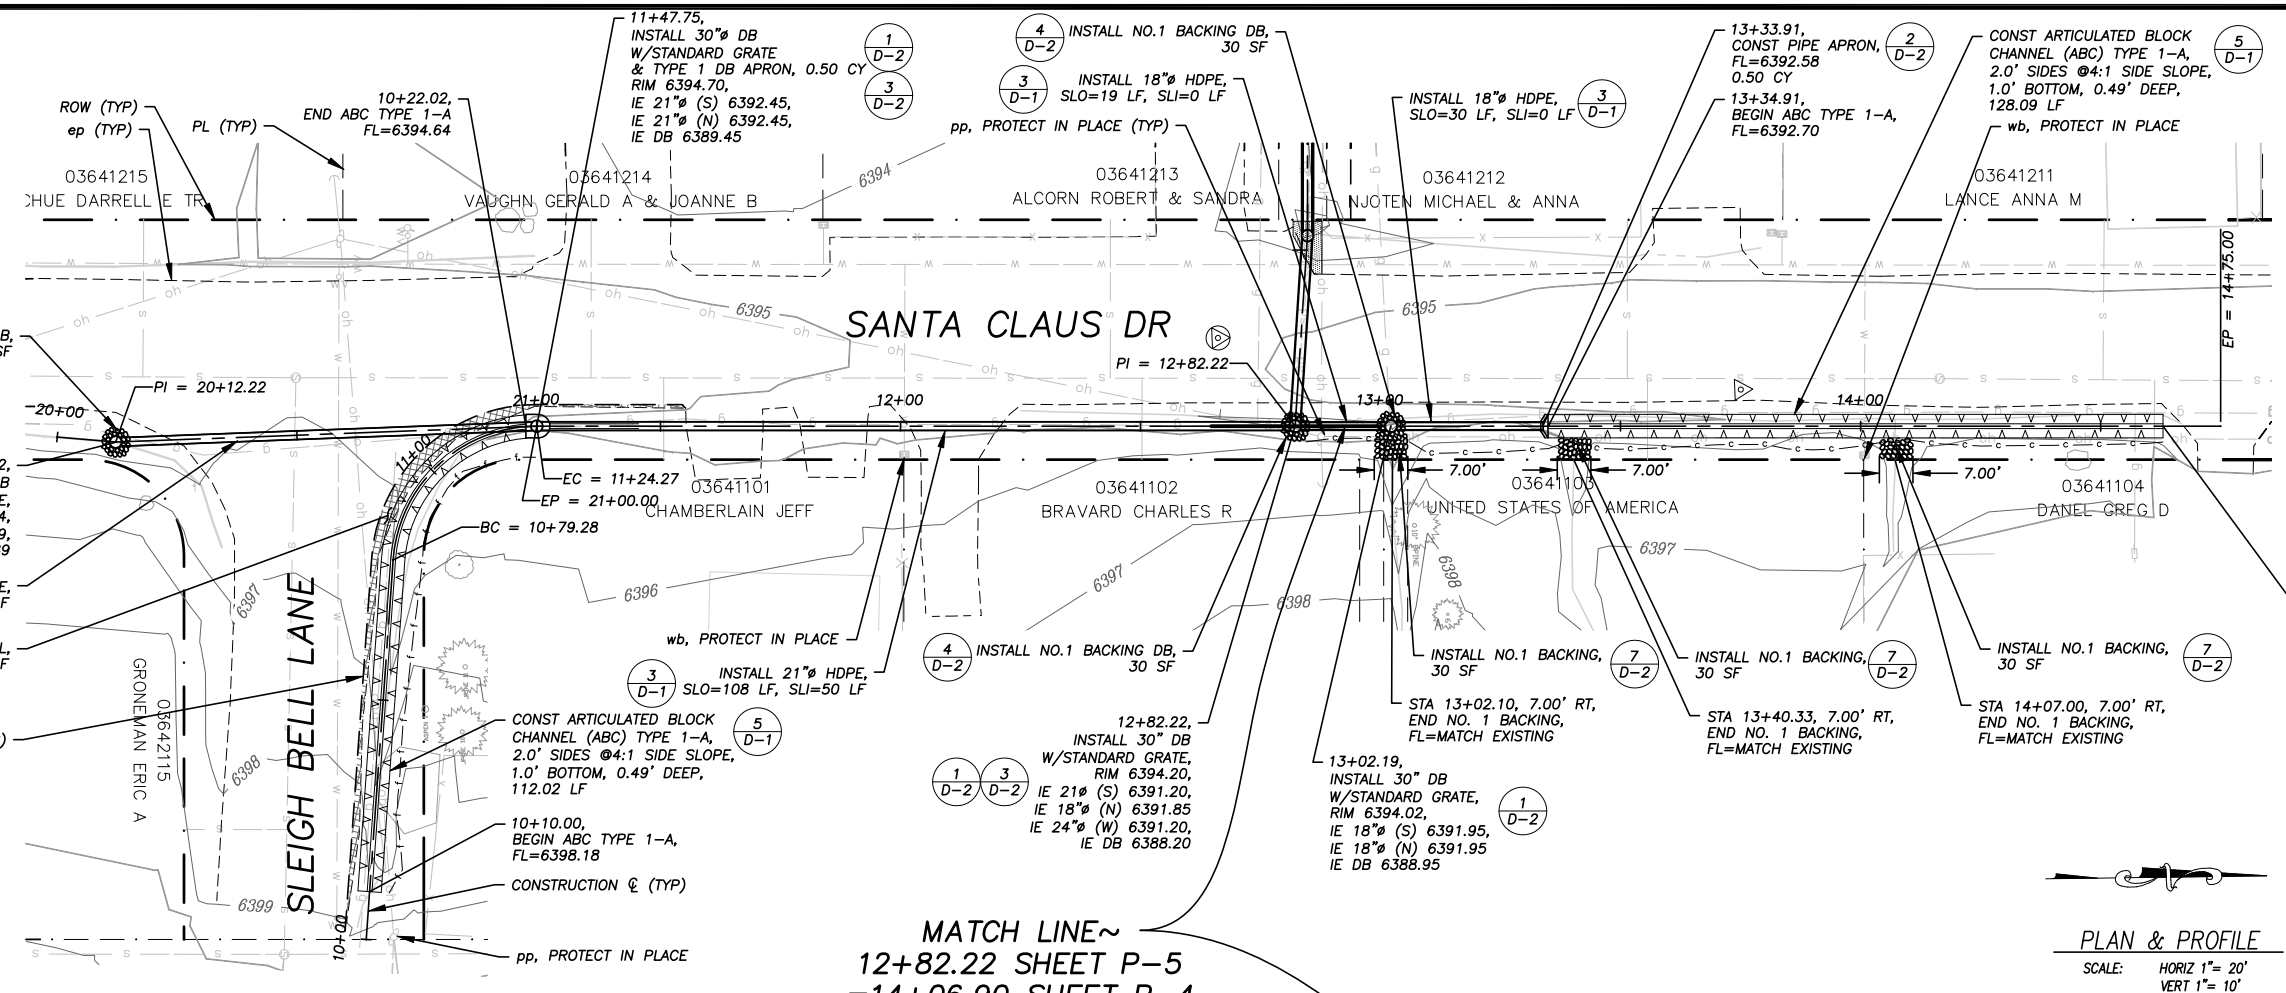 11+47.75,
INSTALL 30"ø DB
W/STANDARD GRATE
& TYPE 1 DB APRON, 0.50 CY
RIM 6394.70,
IE 21"ø (S) 6392.45,
IE 21"ø (N) 6392.45,
IE DB 6389.45
1
D-2
3
D-2
4
D-2
INSTALL NO.1 BACKING DB,
30 SF
3
D-1
INSTALL 18"ø HDPE,
SLO=19 LF, SLI=0 LF
pp, PROTECT IN PLACE (TYP)
INSTALL 18"ø HDPE,
SLO=30 LF, SLI=0 LF
3
D-1
13+33.91,
CONST PIPE APRON,
FL=6392.58
0.50 CY
2
D-2
13+34.91,
BEGIN ABC TYPE 1-A,
FL=6392.70
CONST ARTICULATED BLOCK
CHANNEL (ABC) TYPE 1-A,
2.0' SIDES @4:1 SIDE SLOPE,
1.0' BOTTOM, 0.49' DEEP,
128.09 LF
5
D-1
wb, PROTECT IN PLACE
ROW (TYP)
ep (TYP)
PL (TYP)
10+22.02,
END ABC TYPE 1-A
FL=6394.64
03641215
CHUE DARRELL E TR
03641214
VAUGHN GERALD A & JOANNE B
6394
03641213
ALCORN ROBERT & SANDRA
03641212
NJOTEN MICHAEL & ANNA
03641211
LANCE ANNA M
EP = 14+75.00
6395
SANTA CLAUS DR
6395
PI = 12+82.22
B,
SF
PI = 20+12.22
20+00
21+00
11+00
12+00
13+00
14+00
EC = 11+24.27
EP = 21+00.00
BC = 10+79.28
03641101
CHAMBERLAIN JEFF
03641102
BRAVARD CHARLES R
7.00'
03641103
UNITED STATES OF AMERICA
7.00'
7.00'
03641104
DANEL GREG D
6397
6396
6397
6398
6398
6397
2,
B
E,
4,
9,
9
E,
F
L,
F
)
SLEIGH BELL LANE
03642115
GRONEMAN ERIC A
6398
6399
10+00
wb, PROTECT IN PLACE
3
D-1
INSTALL 21"ø HDPE,
SLO=108 LF, SLI=50 LF
CONST ARTICULATED BLOCK
CHANNEL (ABC) TYPE 1-A,
2.0' SIDES @4:1 SIDE SLOPE,
1.0' BOTTOM, 0.49' DEEP,
112.02 LF
5
D-1
10+10.00,
BEGIN ABC TYPE 1-A,
FL=6398.18
CONSTRUCTION ℄ (TYP)
pp, PROTECT IN PLACE
4
D-2
INSTALL NO.1 BACKING DB,
30 SF
12+82.22,
INSTALL 30" DB
W/STANDARD GRATE,
RIM 6394.20,
IE 21ø (S) 6391.20,
IE 18"ø (N) 6391.85
IE 24"ø (W) 6391.20,
IE DB 6388.20
1
D-2
3
D-2
INSTALL NO.1 BACKING,
30 SF
7
D-2
STA 13+02.10, 7.00' RT,
END NO. 1 BACKING,
FL=MATCH EXISTING
13+02.19,
INSTALL 30" DB
W/STANDARD GRATE,
RIM 6394.02,
IE 18"ø (S) 6391.95,
IE 18"ø (N) 6391.95
IE DB 6388.95
1
D-2
INSTALL NO.1 BACKING,
30 SF
7
D-2
STA 13+40.33, 7.00' RT,
END NO. 1 BACKING,
FL=MATCH EXISTING
INSTALL NO.1 BACKING,
30 SF
7
D-2
STA 14+07.00, 7.00' RT,
END NO. 1 BACKING,
FL=MATCH EXISTING
MATCH LINE~
12+82.22 SHEET P-5
=14+06.90 SHEET P-4
PLAN & PROFILE
SCALE: HORIZ 1"= 20'
VERT 1"= 10'